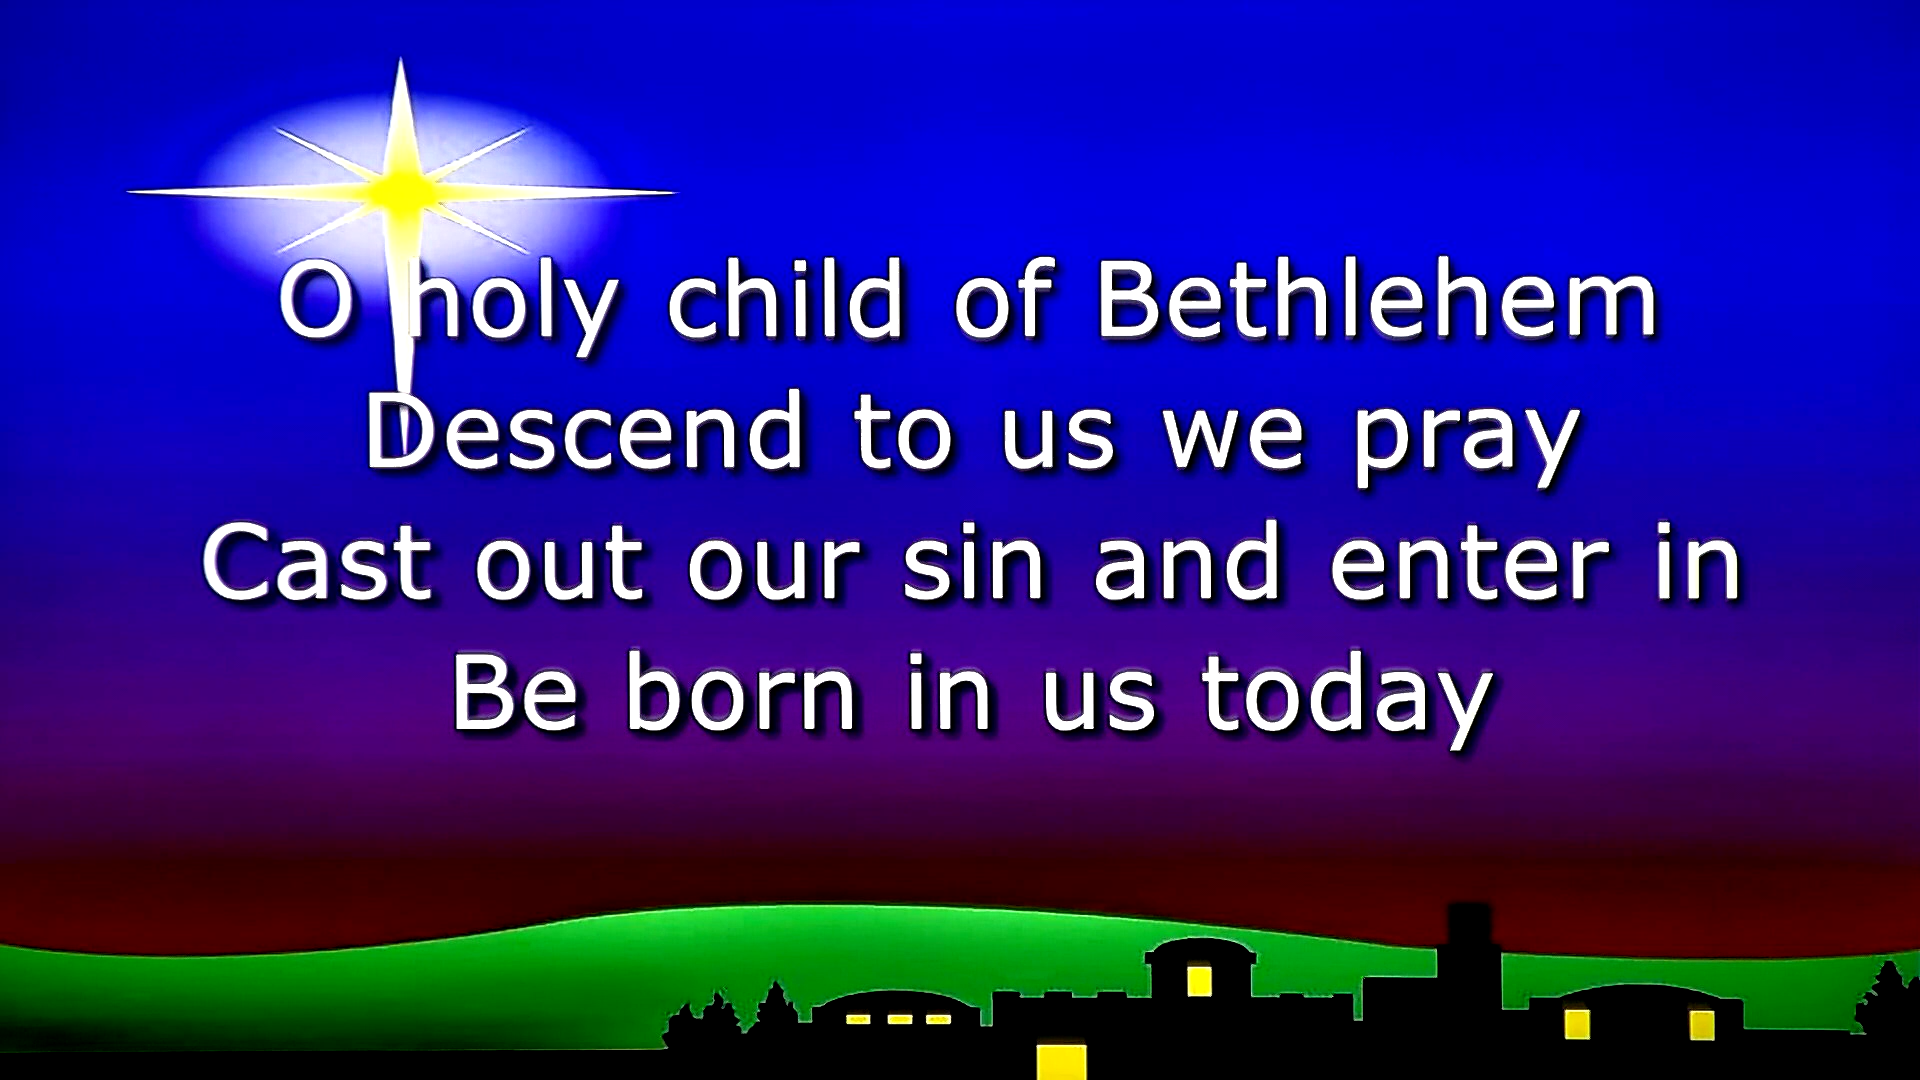 O holy child of Bethlehem
Descend to us we pray
Cast out our sin and enter in
Be born in us today